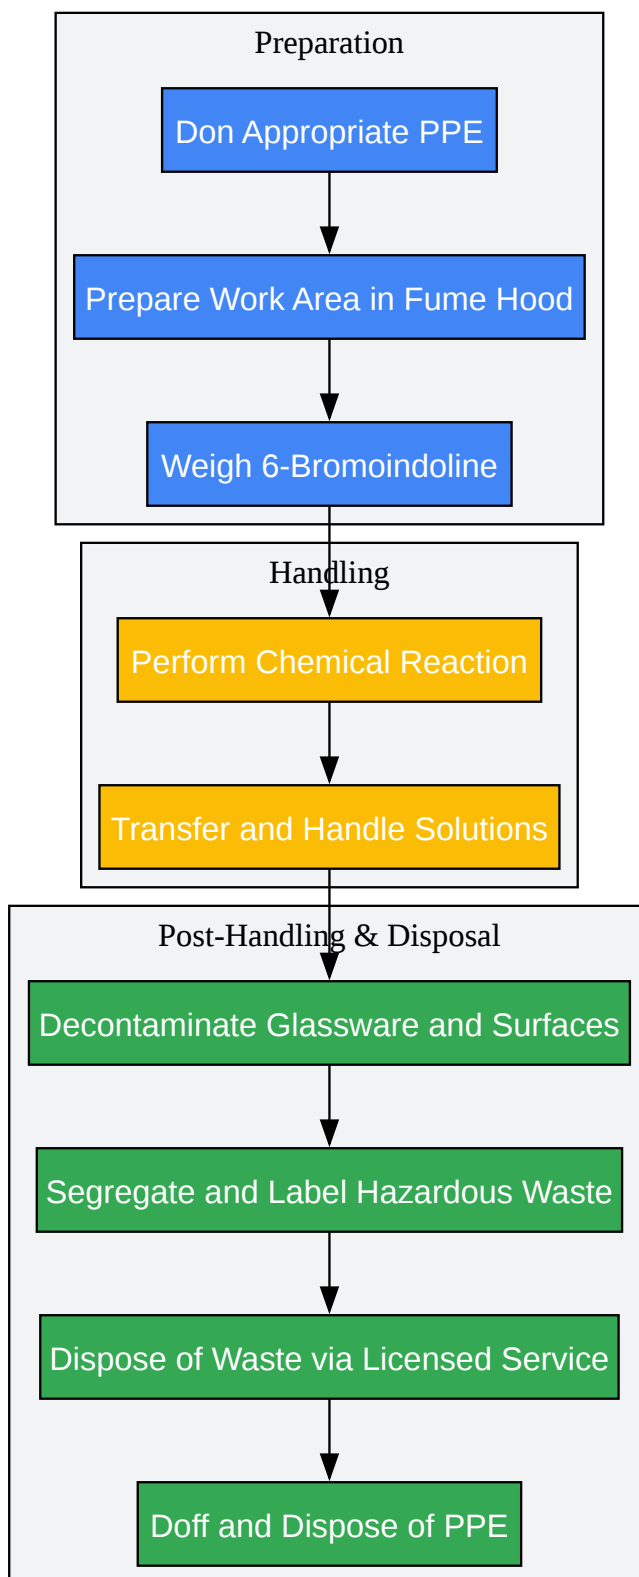 Preparation
Don Appropriate PPE
Prepare Work Area in Fume Hood
Weigh 6-Bromoindoline
Handling
Perform Chemical Reaction
Transfer and Handle Solutions
Post-Handling & Disposal
Decontaminate Glassware and Surfaces
Segregate and Label Hazardous Waste
Dispose of Waste via Licensed Service
Doff and Dispose of PPE